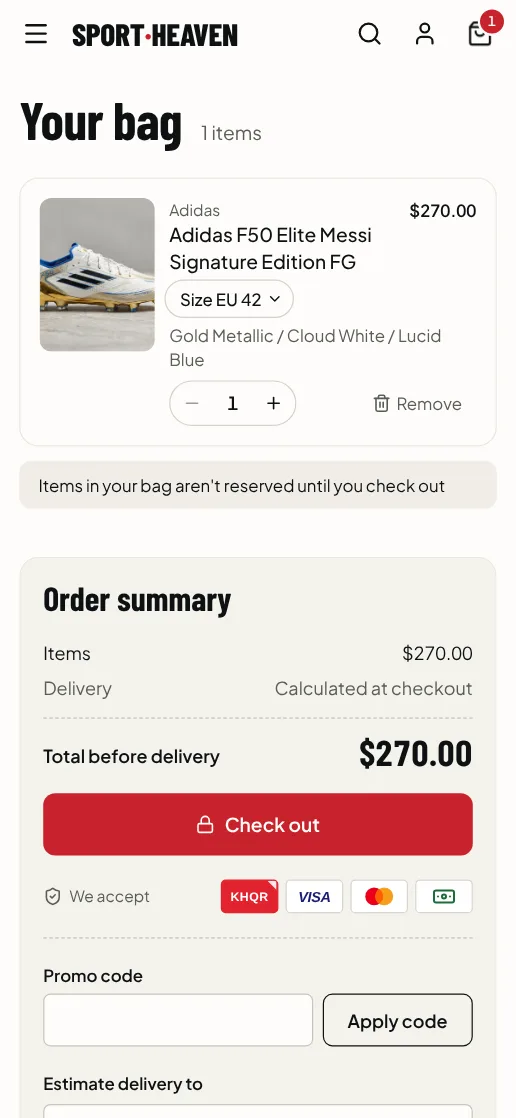 SPORT·HEAVEN
1
Your bag
1 items
Adidas
$270.00
Adidas F50 Elite Messi
Signature Edition FG
Size EU 42
Gold Metallic / Cloud White / Lucid
Blue
− 1 +
Remove
Items in your bag aren't reserved until you check out
Order summary
Items $270.00
Delivery Calculated at checkout
Total before delivery $270.00
Check out
We accept KHQR VISA
Promo code
Apply code
Estimate delivery to